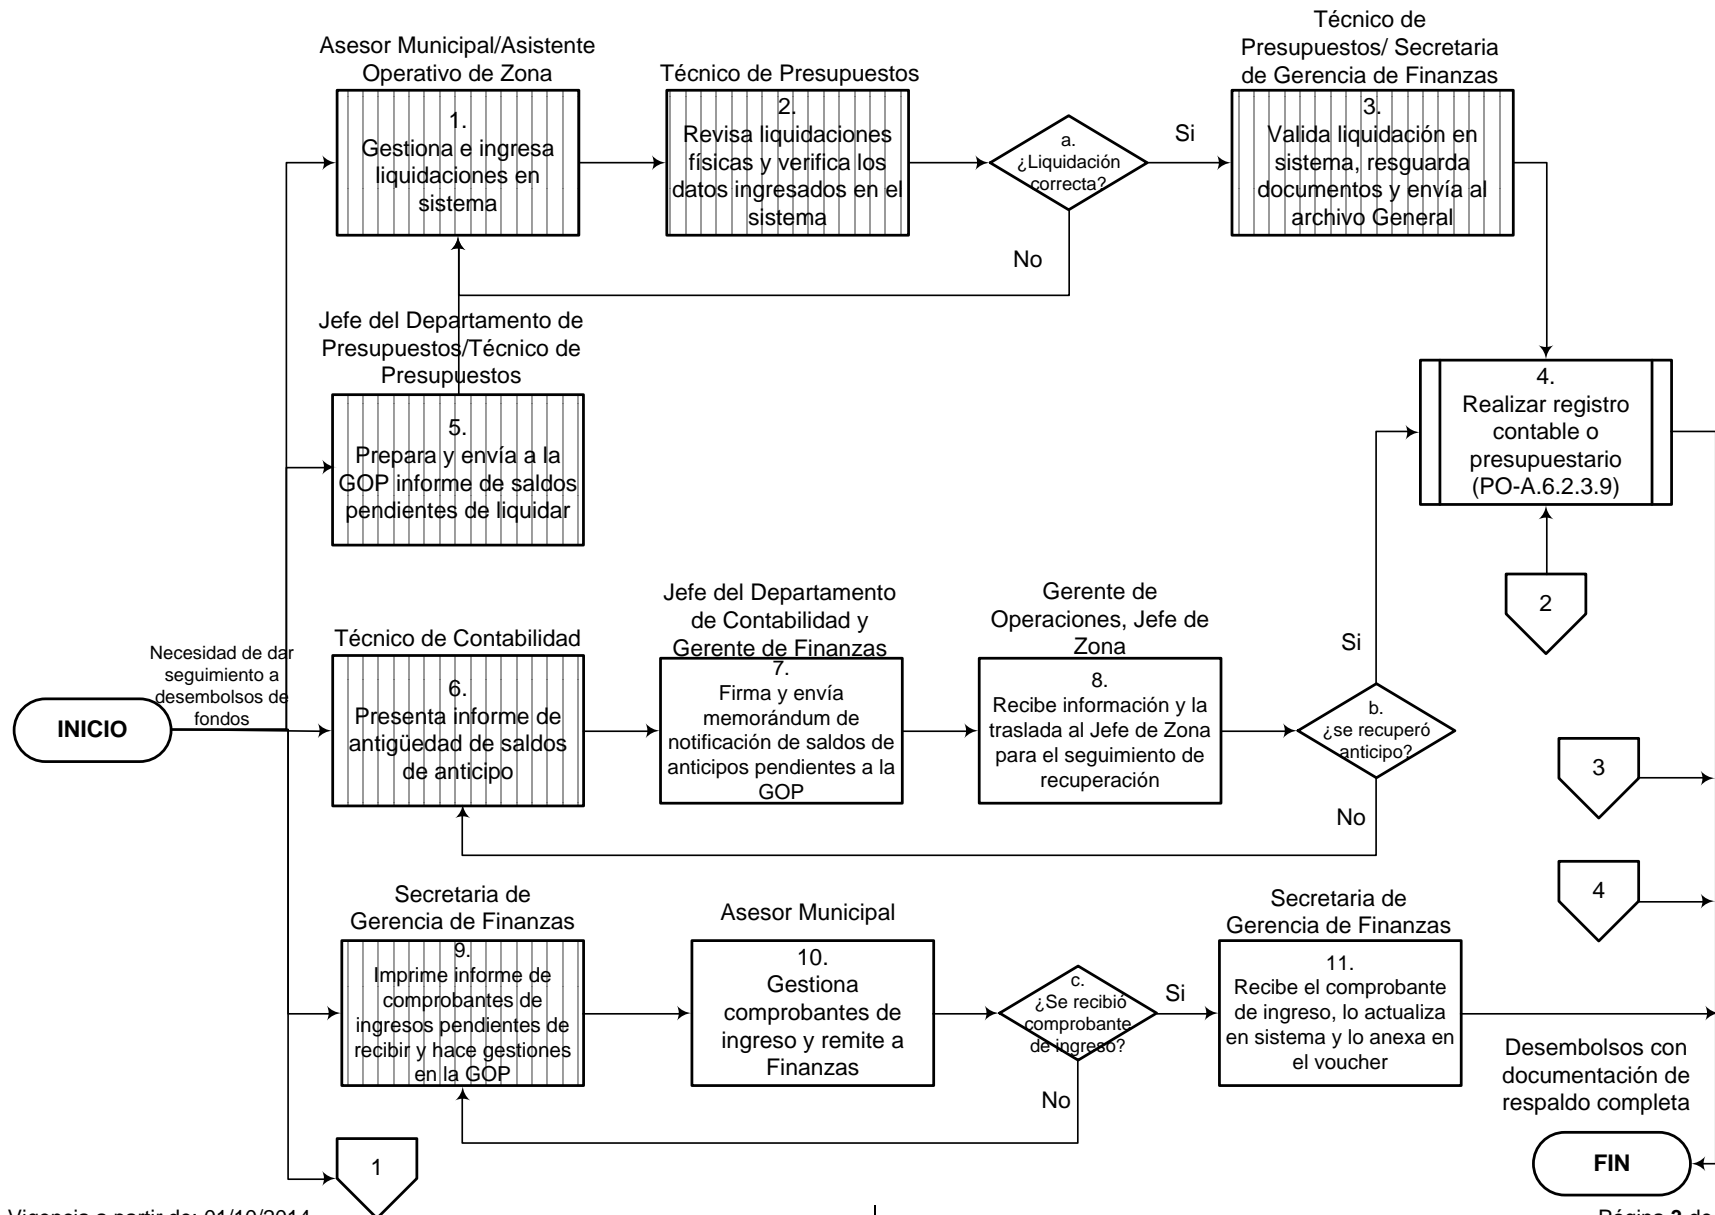 Técnico de
Presupuestos/ Secretaria
de Gerencia de Finanzas
Asesor Municipal/Asistente
Operativo de Zona
Técnico de Presupuestos
1.
Gestiona e ingresa
liquidaciones en
sistema
2.
Revisa liquidaciones
físicas y verifica los
datos ingresados en el
sistema
a.
¿Liquidación
correcta?
Si
No
3.
Valida liquidación en
sistema, resguarda
documentos y envía al
archivo General
Jefe del Departamento de
Presupuestos/Técnico de
Presupuestos
5.
Prepara y envía a la
GOP informe de saldos
pendientes de liquidar
4.
Realizar registro
contable o
presupuestario
(PO-A.6.2.3.9)
2
INICIO
Necesidad de dar
seguimiento a
desembolsos de
fondos
Técnico de Contabilidad
6.
Presenta informe de
antigüedad de saldos
de anticipo
Jefe del Departamento
de Contabilidad y
Gerente de Finanzas
7.
Firma y envía
memorándum de
notificación de saldos de
anticipos pendientes a la
GOP
Gerente de
Operaciones, Jefe de
Zona
8.
Recibe información y la
traslada al Jefe de Zona
para el seguimiento de
recuperación
Si
b.
¿se recuperó
anticipo?
No
3
4
Secretaria de
Gerencia de Finanzas
9.
Imprime informe de
comprobantes de
ingresos pendientes de
recibir y hace gestiones
en la GOP
Asesor Municipal
10.
Gestiona
comprobantes de
ingreso y remite a
Finanzas
c.
¿Se recibió
comprobante
de ingreso?
Si
No
Secretaria de
Gerencia de Finanzas
11.
Recibe el comprobante
de ingreso, lo actualiza
en sistema y lo anexa en
el voucher
Desembolsos con
documentación de
respaldo completa
FIN
1
Vigencia a partir de: 01/10/2014
Página 3 de